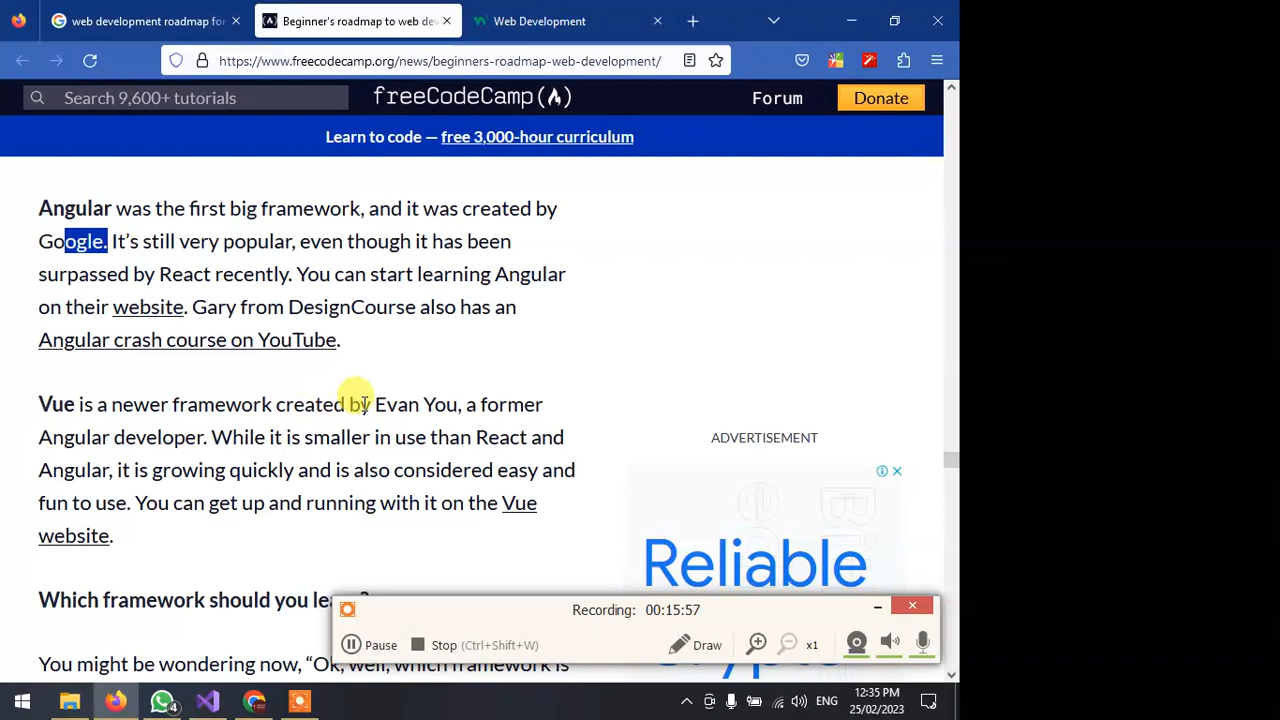 web development roadmap for
Beginner's roadmap to web dev
Web Development
https://www.freecodecamp.org/news/beginners-roadmap-web-development/
Search 9,600+ tutorials
freeCodeCamp
Forum
Donate
Learn to code — free 3,000-hour curriculum
Angular was the first big framework, and it was created by
Google. It's still very popular, even though it has been
surpassed by React recently. You can start learning Angular
on their website. Gary from DesignCourse also has an
Angular crash course on YouTube.
Vue is a newer framework created by Evan You, a former
Angular developer. While it is smaller in use than React and
Angular, it is growing quickly and is also considered easy and
fun to use. You can get up and running with it on the Vue
website.
ADVERTISEMENT
Reliable
Which framework should you
Recording: 00:15:57
Pause
Stop (Ctrl+Shift+W)
Draw
x1
You might be wondering now, “Ok, well, which framework is
4
ENG
12:35 PM
25/02/2023